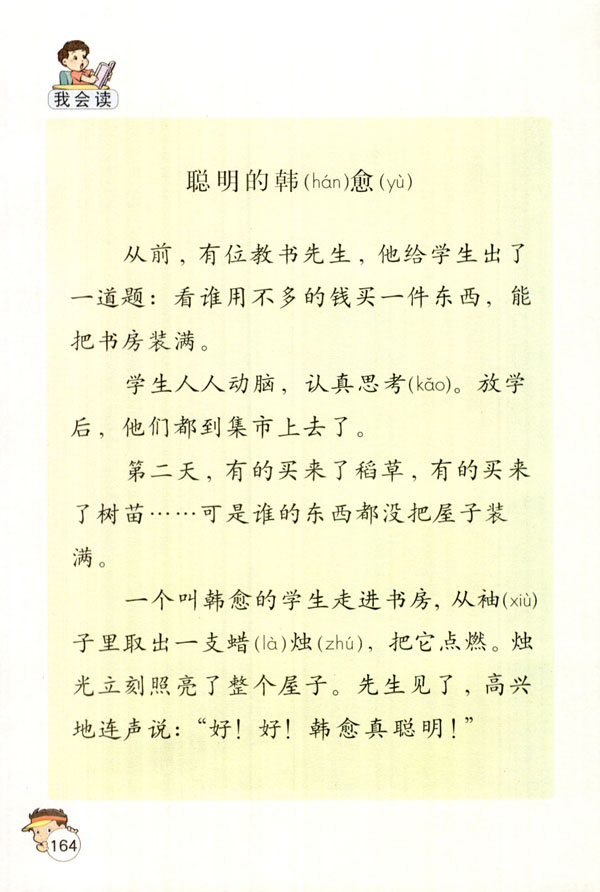 我会读
聪明的韩(hán)愈(yù)
从前，有位教书先生，他给学生出了
一道题：看谁用不多的钱买一件东西，能
把书房装满。
学生人人动脑，认真思考(kǎo)。放学
后，他们都到集市上去了。
第二天，有的买来了稻草，有的买来
了树苗……可是谁的东西都没把屋子装
满。
一个叫韩愈的学生走进书房，从袖(xiù)
子里取出一支蜡(là)烛(zhú)，把它点燃。烛
光立刻照亮了整个屋子。先生见了，高兴
地连声说：“好！好！韩愈真聪明！”
164